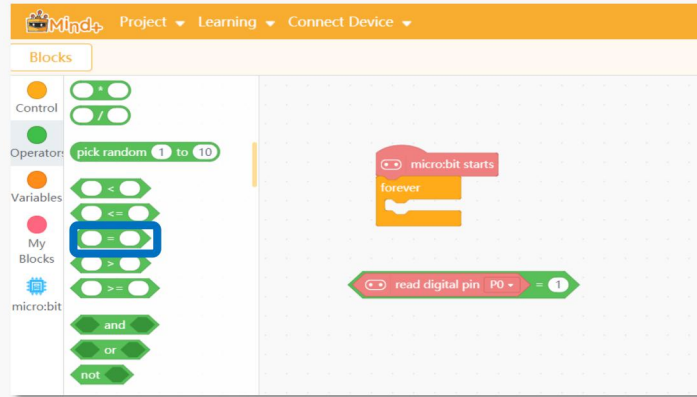 Mind+ Project Learning Connect Device
Blocks
Control
Operators
Variables
My
Blocks
micro:bit
*
/
pick random 1 to 10
<
<=
=
>
>=
and
or
not
micro:bit starts
forever
read digital pin P0 = 1